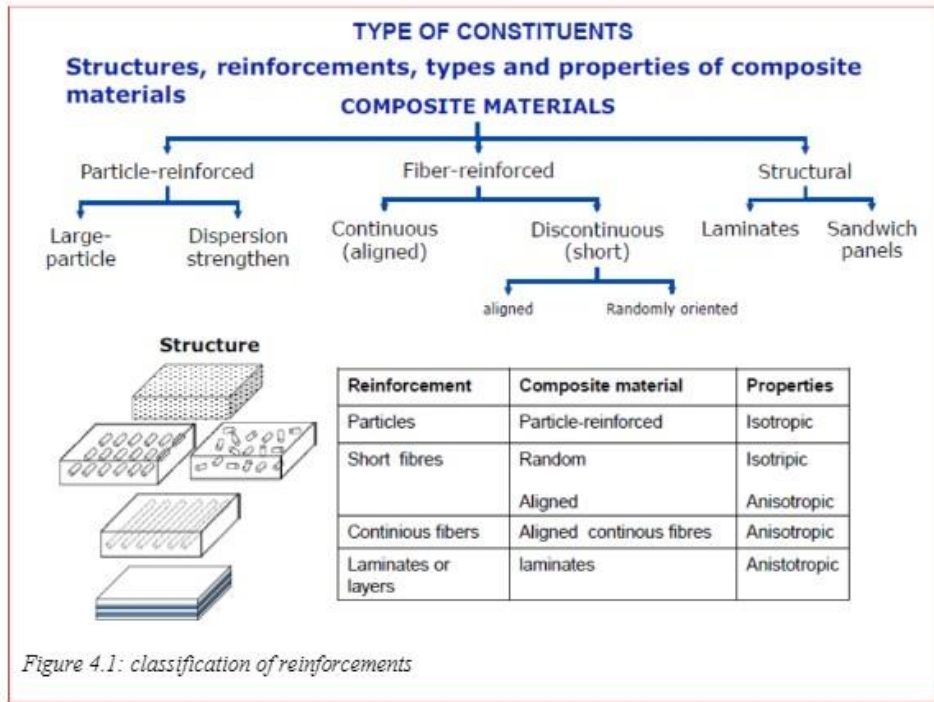 TYPE OF CONSTITUENTS
Structures, reinforcements, types and properties of composite
materials
COMPOSITE MATERIALS
Particle-reinforced Fiber-reinforced Structural
Large-
particle
Dispersion
strengthen
Continuous
(aligned)
Discontinuous
(short)
Laminates
Sandwich
panels
aligned Randomly oriented
Structure
Reinforcement Composite material Properties
Particles Particle-reinforced Isotropic
Short fibres Random Isotripic
Aligned Anisotropic
Continious fibers Aligned continous fibres Anisotropic
Laminates or
layers
laminates Anistotropic
Figure 4.1: classification of reinforcements